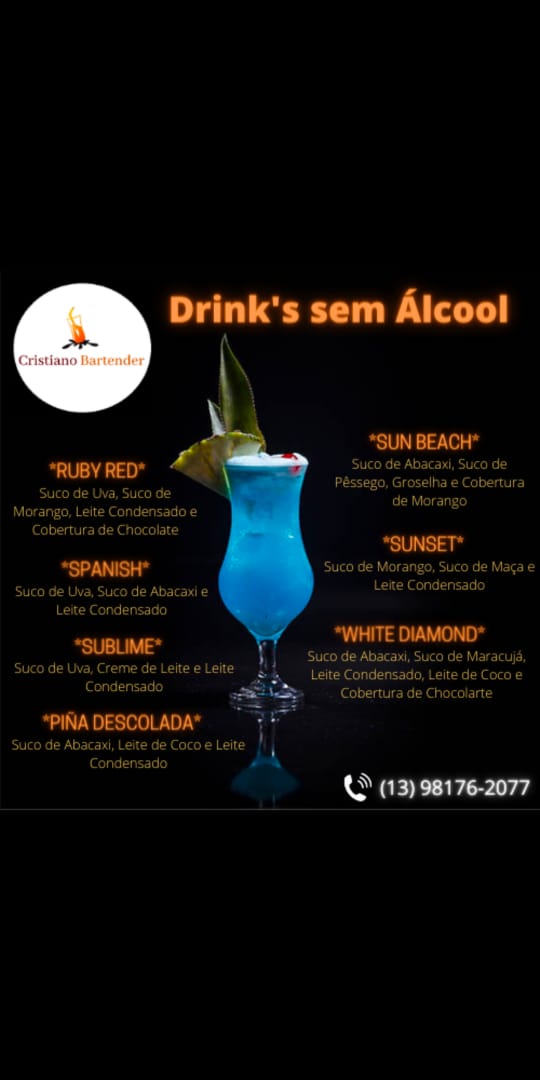 Drink's sem Álcool
Cristiano Bartender
*RUBY RED*
Suco de Uva, Suco de
Morango, Leite Condensado e
Cobertura de Chocolate
*SPANISH*
Suco de Uva, Suco de Abacaxi e
Leite Condensado
*SUBLIME*
Suco de Uva, Creme de Leite e Leite
Condensado
*PIÑA DESCOLADA*
Suco de Abacaxi, Leite de Coco e Leite
Condensado
*SUN BEACH*
Suco de Abacaxi, Suco de
Pêssego, Groselha e Cobertura
de Morango
*SUNSET*
Suco de Morango, Suco de Maça e
Leite Condensado
*WHITE DIAMOND*
Suco de Abacaxi, Suco de Maracujá,
Leite Condensado, Leite de Coco e
Cobertura de Chocolarte
(13) 98176-2077